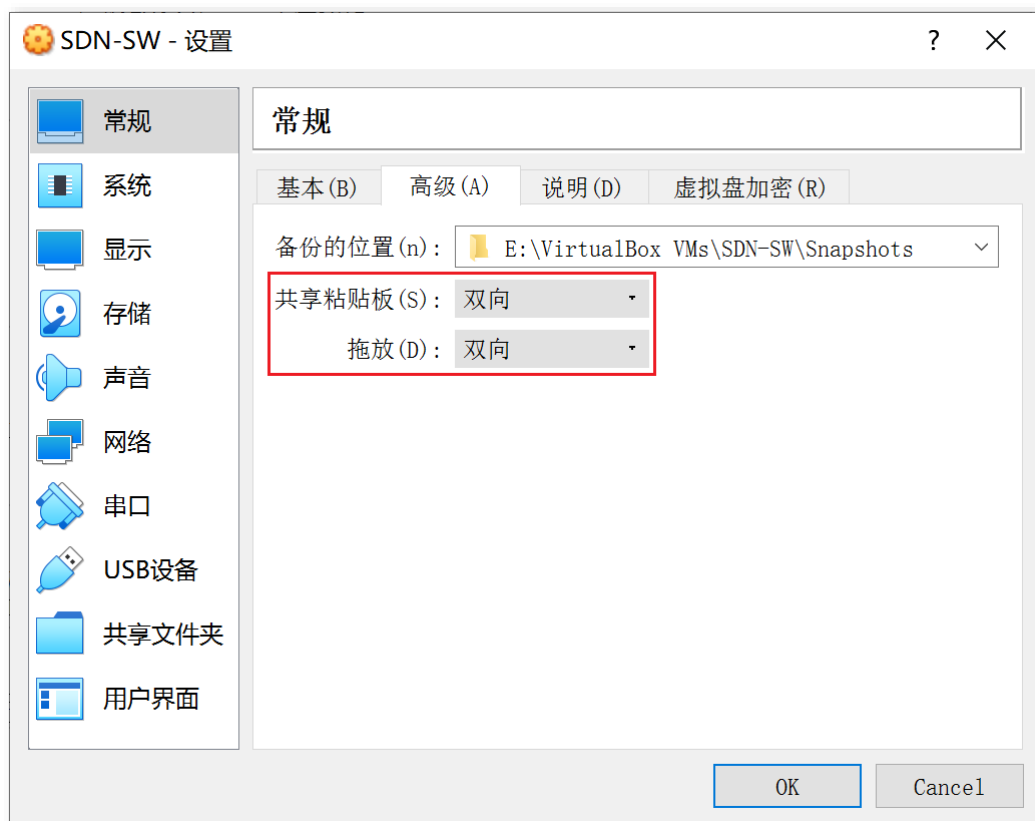 SDN-SW - 设置
?
常规
系统
显示
存储
声音
网络
串口
USB设备
共享文件夹
用户界面
常规
基本(B) 高级(A) 说明(D) 虚拟盘加密(R)
备份的位置(n): E:\VirtualBox VMs\SDN-SW\Snapshots
共享粘贴板(S): 双向
拖放(D): 双向
OK Cancel